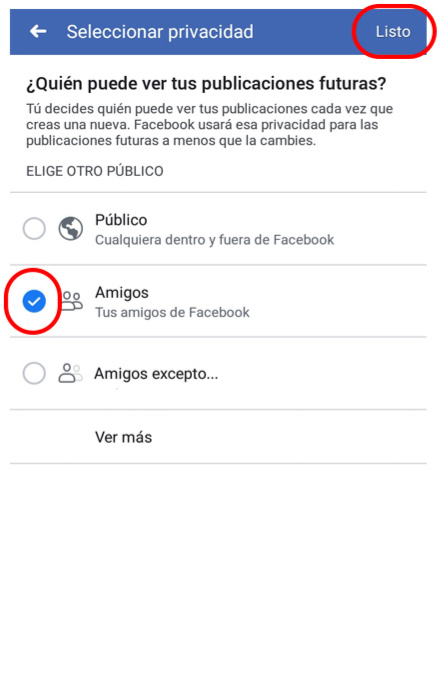 Seleccionar privacidad
Listo
¿Quién puede ver tus publicaciones futuras?
Tú decides quién puede ver tus publicaciones cada vez que
creas una nueva. Facebook usará esa privacidad para las
publicaciones futuras a menos que la cambies.
ELIGE OTRO PÚBLICO
Público
Cualquiera dentro y fuera de Facebook
Amigos
Tus amigos de Facebook
Amigos excepto...
Ver más